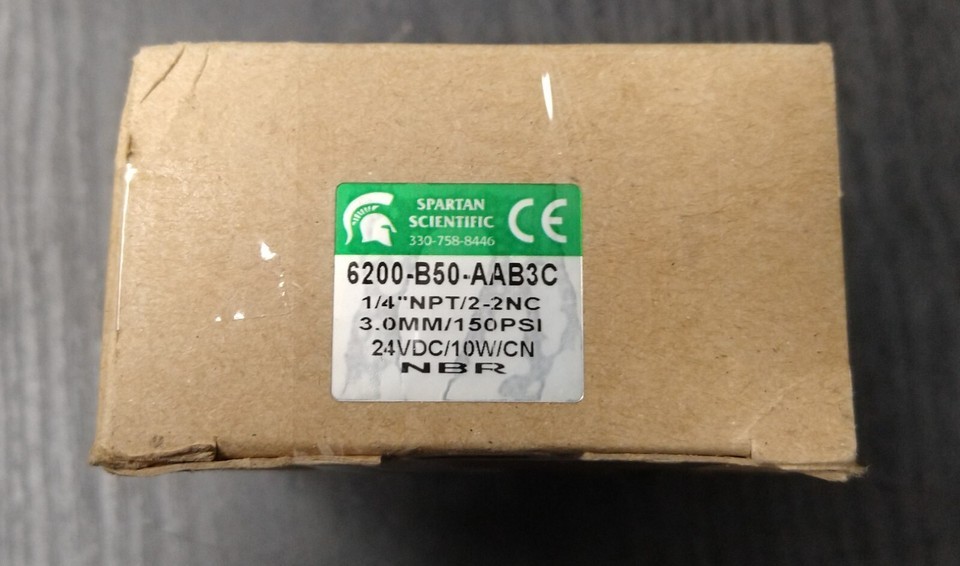 SPARTAN
SCIENTIFIC
330-758-8446
CE
6200-B50-AAB3C
1/4"NPT/2-2NC
3.0MM/150PSI
24VDC/10W/CN
NBR